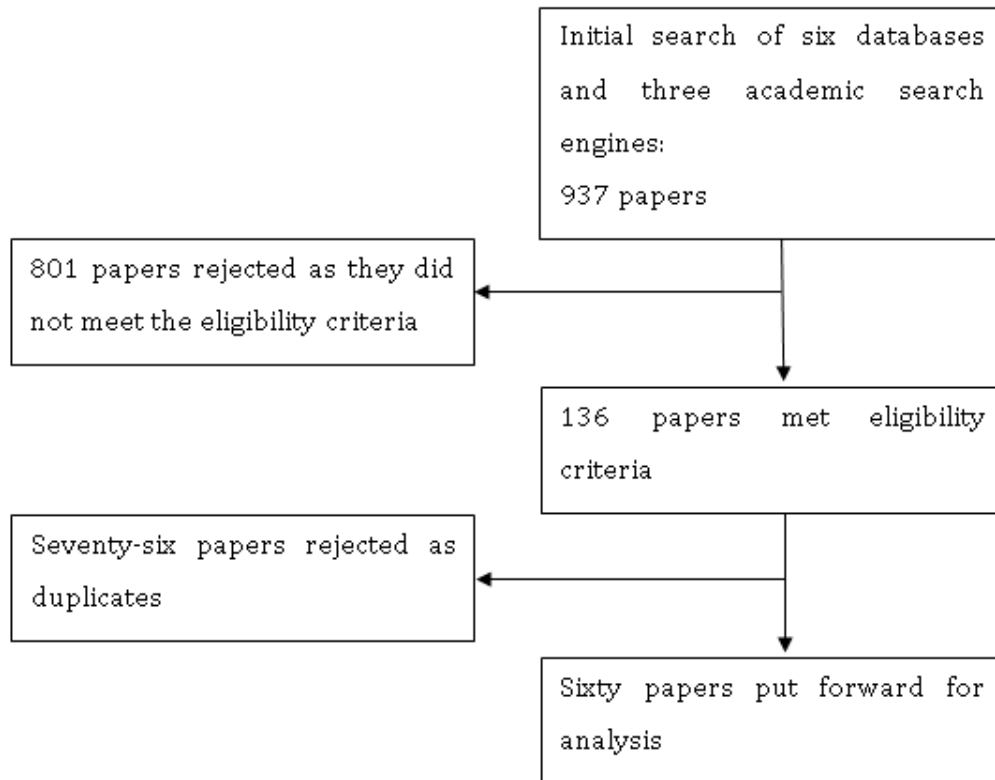 Initial search of six databases
and three academic search
engines:
937 papers
801 papers rejected as they did
not meet the eligibility criteria
136 papers met eligibility
criteria
Seventy-six papers rejected as
duplicates
Sixty papers put forward for
analysis